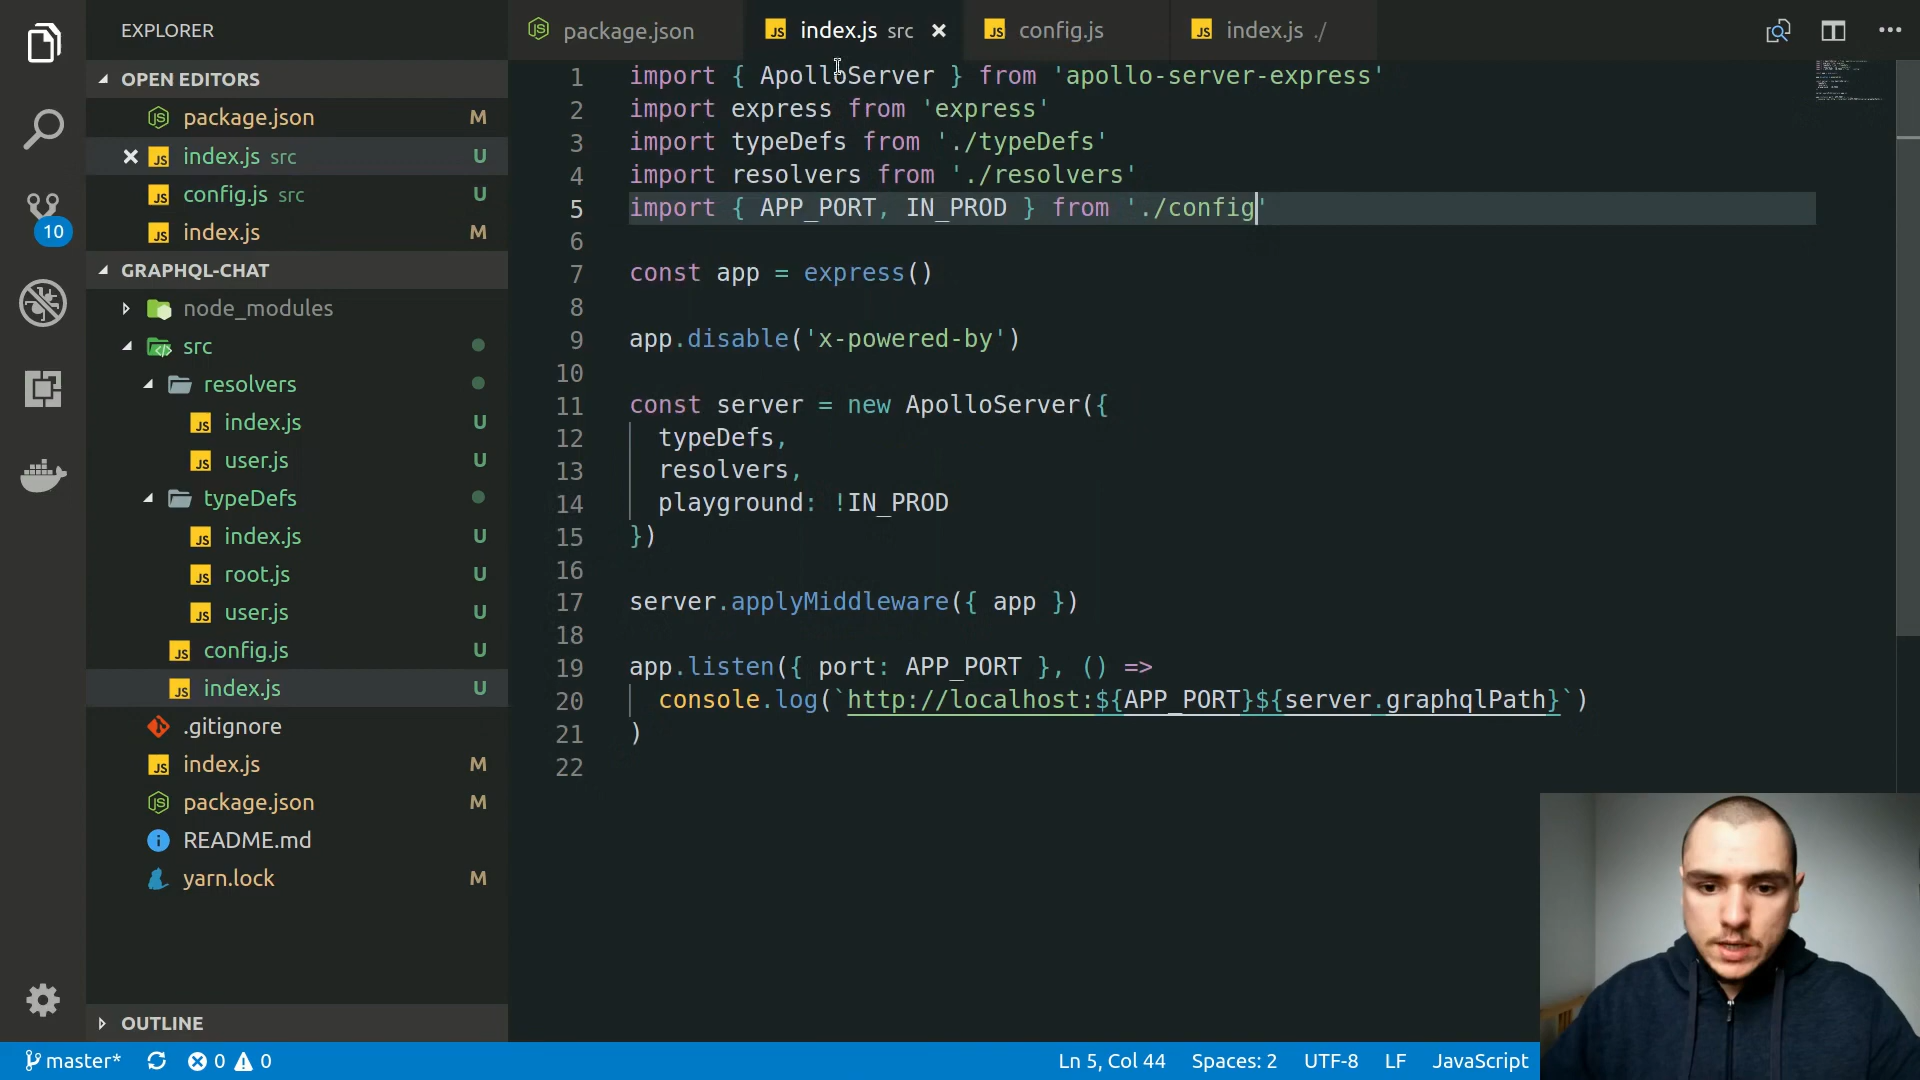 EXPLORER
OPEN EDITORS
package.json M
index.js src U
config.js src U
index.js M
10
GRAPHQL-CHAT
node_modules
src
resolvers
index.js U
user.js U
typeDefs
index.js U
root.js U
user.js U
config.js U
index.js U
.gitignore
index.js M
package.json M
README.md
yarn.lock M
OUTLINE
package.json
index.js src
config.js
index.js ./
1 import { ApolloServer } from 'apollo-server-express'
2 import express from 'express'
3 import typeDefs from './typeDefs'
4 import resolvers from './resolvers'
5 import { APP_PORT, IN_PROD } from './config'
6
7 const app = express()
8
9 app.disable('x-powered-by')
10
11 const server = new ApolloServer({
12 typeDefs,
13 resolvers,
14 playground: !IN_PROD
15 })
16
17 server.applyMiddleware({ app })
18
19 app.listen({ port: APP_PORT }, () =>
20 console.log(`http://localhost:${APP_PORT}${server.graphqlPath}`)
21 )
22
master* 0 0 Ln 5, Col 44 Spaces: 2 UTF-8 LF JavaScript